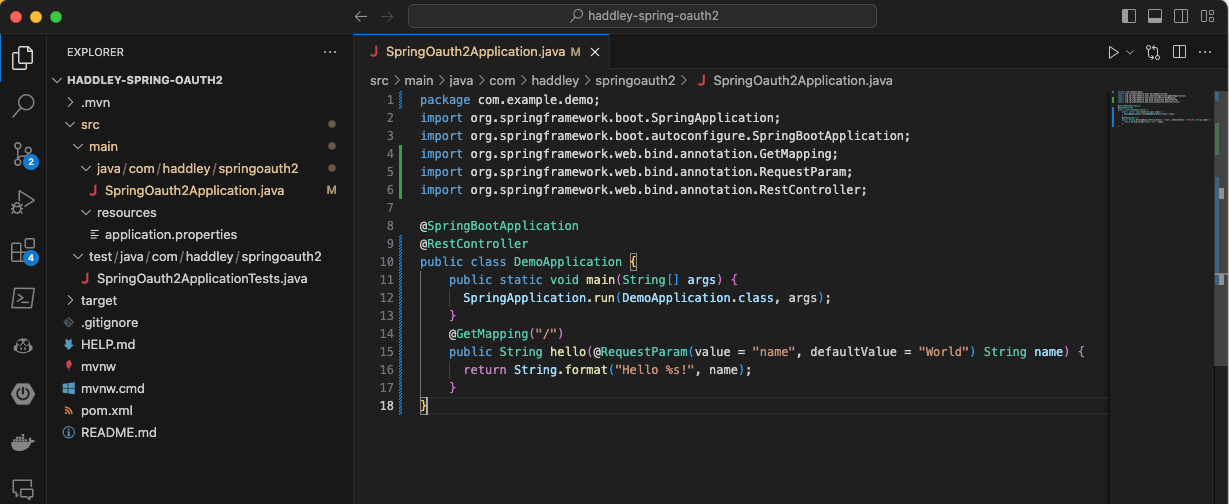 haddley-spring-oauth2
EXPLORER
SpringOauth2Application.java M
HADDLEY-SPRING-OAUTH2
.mvn
src
main
java/com/haddley/springoauth2
SpringOauth2Application.java M
resources
application.properties
test/java/com/haddley/springoauth2
SpringOauth2ApplicationTests.java
target
.gitignore
HELP.md
mvnw
mvnw.cmd
pom.xml
README.md
2
4
src > main > java > com > haddley > springoauth2 > J SpringOauth2Application.java
1 package com.example.demo;
2 import org.springframework.boot.SpringApplication;
3 import org.springframework.boot.autoconfigure.SpringBootApplication;
4 import org.springframework.web.bind.annotation.GetMapping;
5 import org.springframework.web.bind.annotation.RequestParam;
6 import org.springframework.web.bind.annotation.RestController;
7
8 @SpringBootApplication
9 @RestController
10 public class DemoApplication {
11 public static void main(String[] args) {
12 SpringApplication.run(DemoApplication.class, args);
13 }
14 @GetMapping("/")
15 public String hello(@RequestParam(value = "name", defaultValue = "World") String name) {
16 return String.format("Hello %s!", name);
17 }
18 }